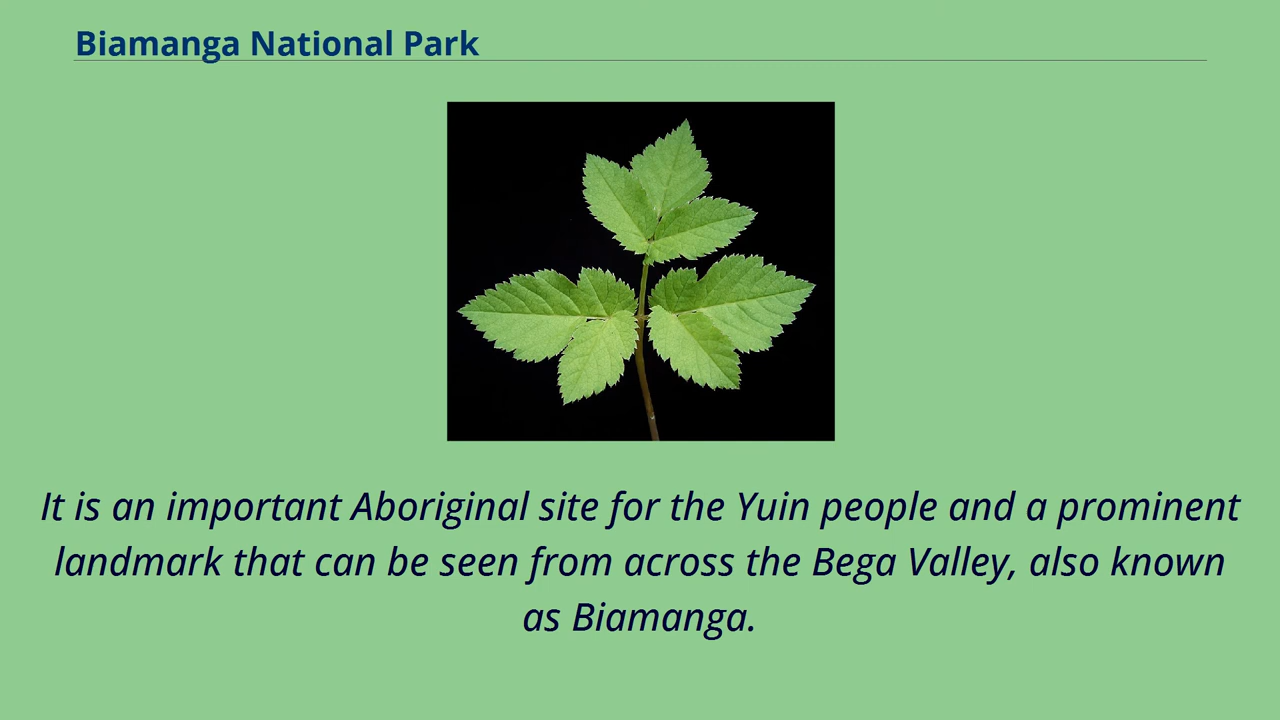 Biamanga National Park
It is an important Aboriginal site for the Yuin people and a prominent
landmark that can be seen from across the Bega Valley, also known
as Biamanga.